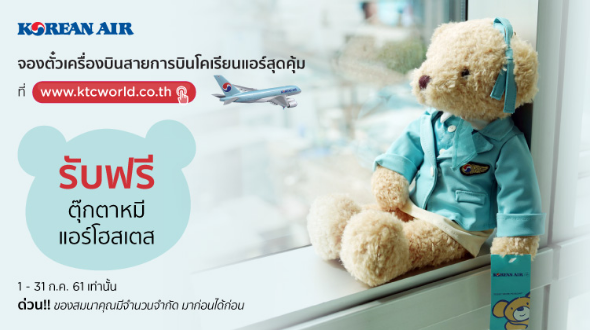 KOREAN AIR
จองตั๋วเครื่องบินสายการบินโคเรียนแอร์สุดคุ้ม
ที่ www.ktcworld.co.th
รับฟรี
ตุ๊กตาหมี
แอร์โฮสเตส
1 - 31 ก.ค. 61 เท่านั้น
ด่วน!! ของสมนาคุณมีจำนวนจำกัด มาก่อนได้ก่อน
KOREAN AIR